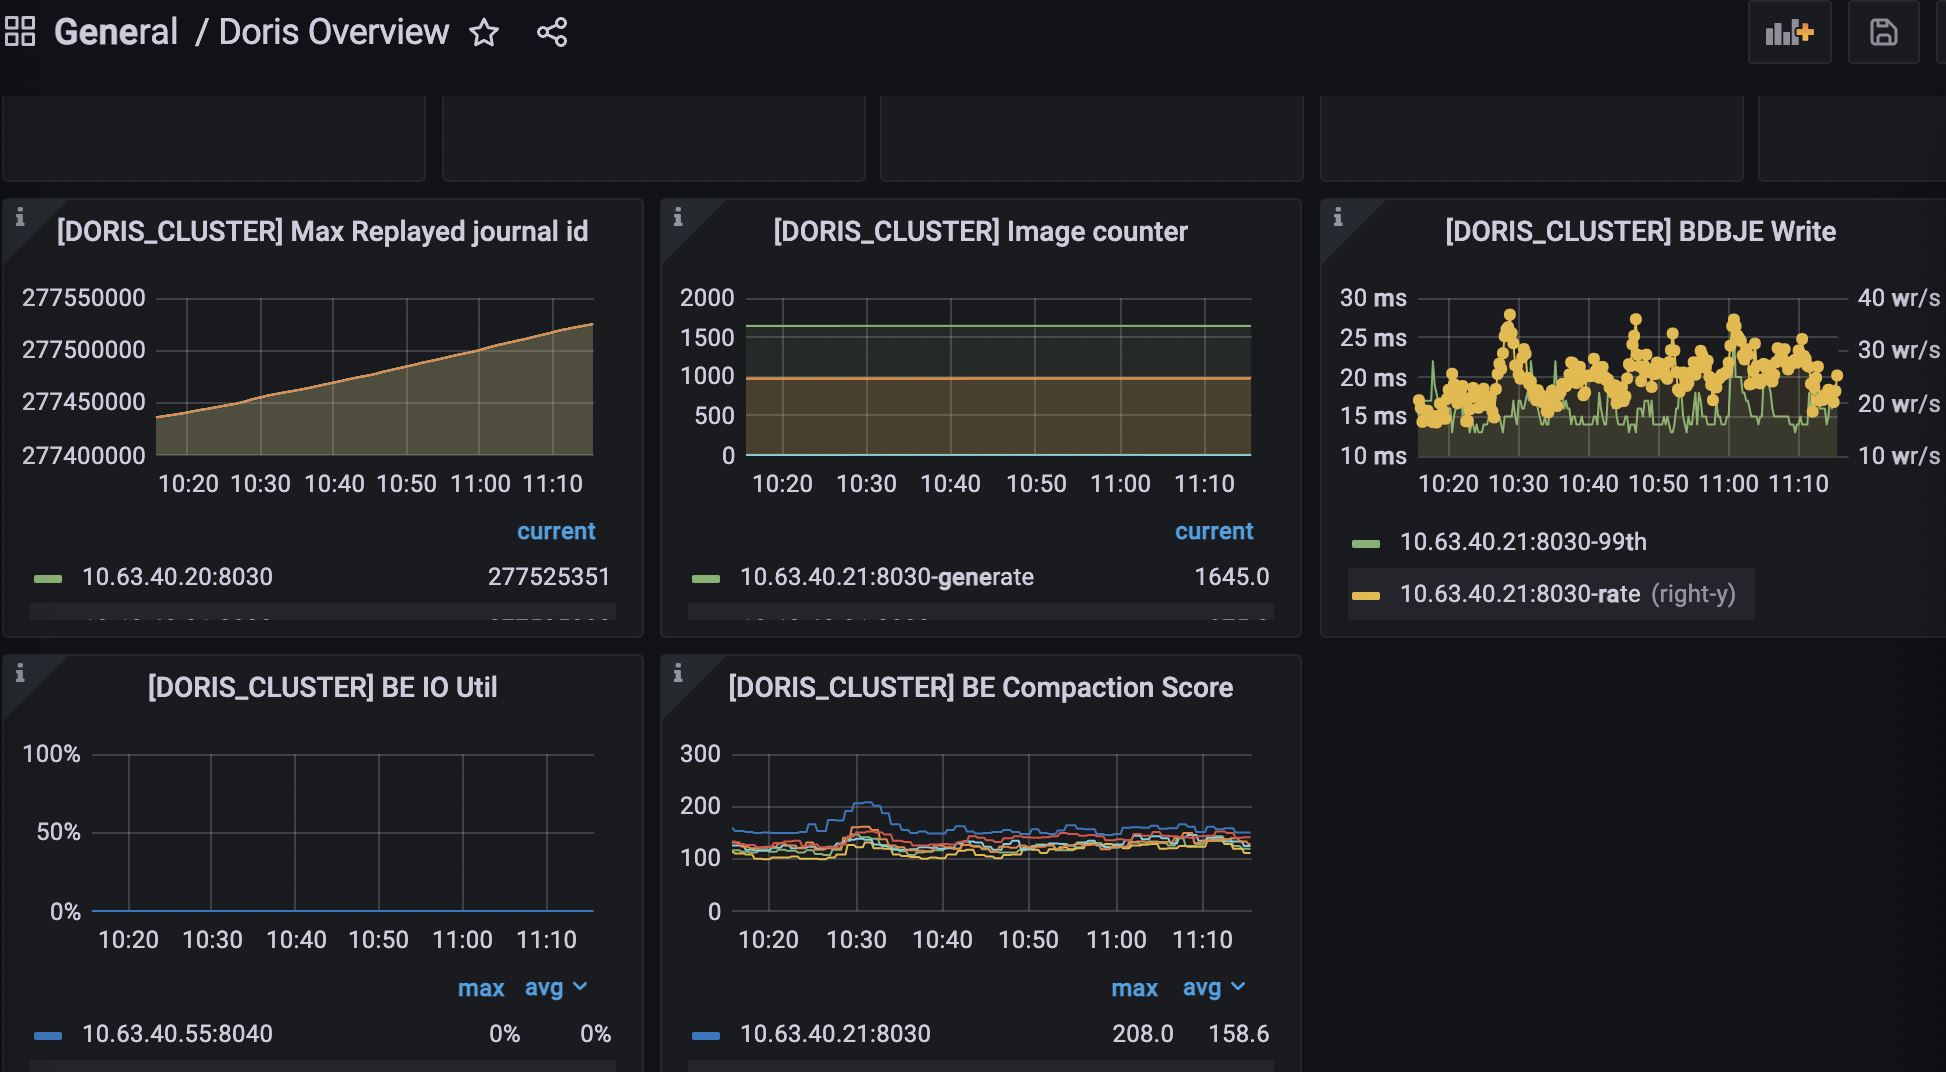 General / Doris Overview
[DORIS_CLUSTER] Max Replayed journal id
277550000
277500000
277450000
277400000
10:20 10:30 10:40 10:50 11:00 11:10
current
10.63.40.20:8030 277525351
[DORIS_CLUSTER] Image counter
2000
1500
1000
500
0
10:20 10:30 10:40 10:50 11:00 11:10
current
10.63.40.21:8030-generate 1645.0
[DORIS_CLUSTER] BDBJE Write
30 ms 40 wr/s
25 ms
30 wr/s
20 ms
20 wr/s
15 ms
10 ms 10 wr/s
10:20 10:30 10:40 10:50 11:00 11:10
10.63.40.21:8030-99th
10.63.40.21:8030-rate (right-y)
[DORIS_CLUSTER] BE IO Util
100%
50%
0%
10:20 10:30 10:40 10:50 11:00 11:10
max avg
10.63.40.55:8040 0% 0%
[DORIS_CLUSTER] BE Compaction Score
300
200
100
0
10:20 10:30 10:40 10:50 11:00 11:10
max avg
10.63.40.21:8030 208.0 158.6